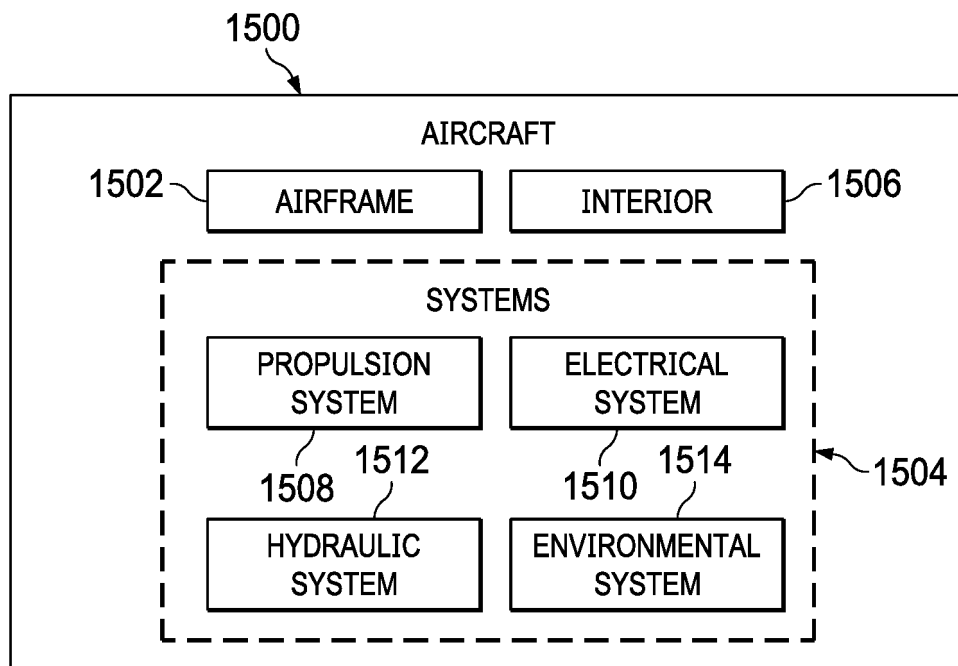 1500
AIRCRAFT
1502
AIRFRAME
INTERIOR
1506
SYSTEMS
PROPULSION
SYSTEM
ELECTRICAL
SYSTEM
1508
1512
1510
1514
1504
HYDRAULIC
SYSTEM
ENVIRONMENTAL
SYSTEM